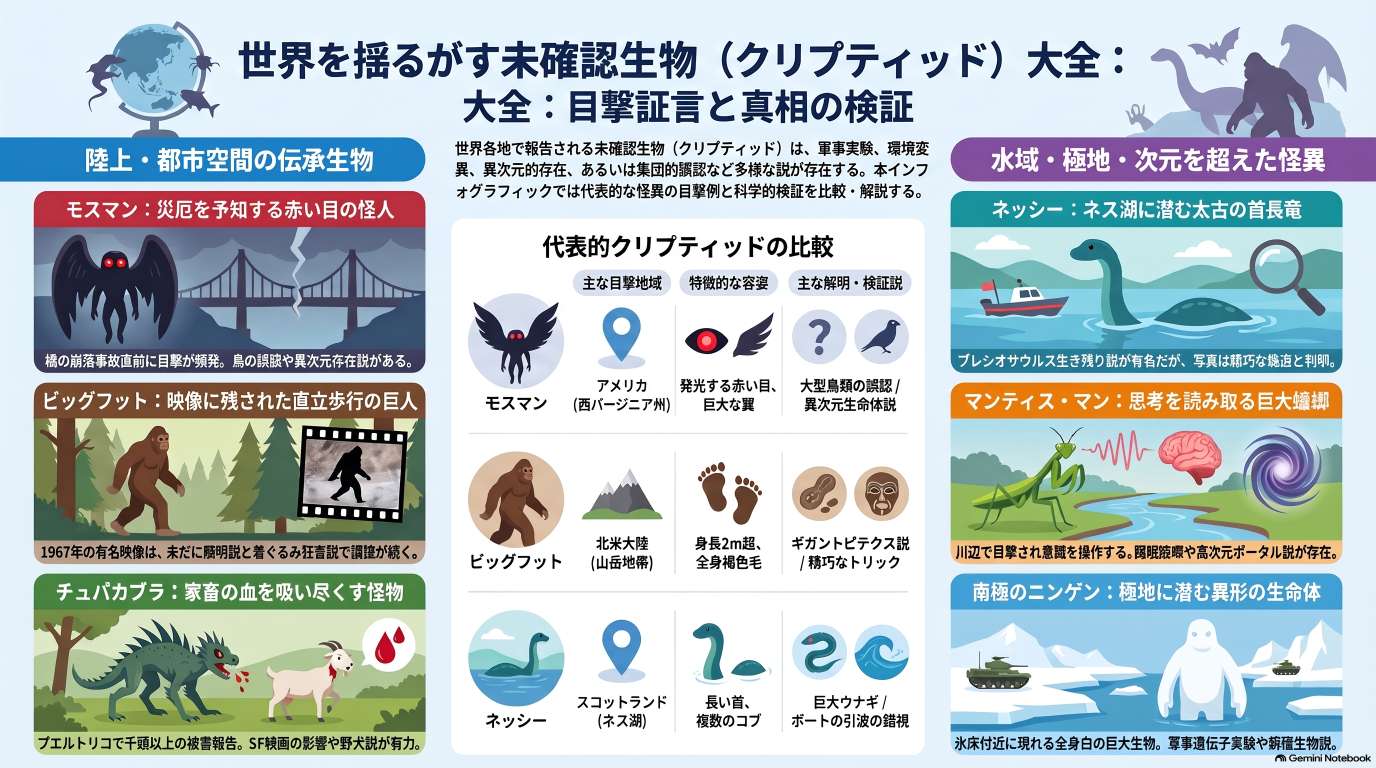 世界を揺るがす未確認生物（クリプティッド）大全：
大全：目撃証言と真相の検証
世界各地で報告される未確認生物（クリプティッド）は、軍事実験、環境変
異、異次元的存在、あるいは集団的誤認など多様な説が存在する。本インフ
ォグラフィックでは代表的な怪異の目撃例と科学的検証を比較・解説する。
陸上・都市空間の伝承生物
モスマン：災厄を予知する赤い目の怪人
橋の崩落事故直前に目撃が頻発。鳥の や異次元存在説がある。
ビッグフット：映像に残された直立歩行の巨人
1967年の有名映像は、未だに 説と着ぐるみ 説で が続く。
チュパカブラ：家畜の血を吸い尽くす怪物
プエルトリコで千頭以上の被害報告。SF の影響や野犬説が有力。
代表的クリプティッドの比較
主な目撃地域
特徴的な容姿
主な解明・検証説
モスマン
アメリカ
(西バージニア州)
発光する赤い目、
巨大な翼
大型鳥類の誤認 /
異次元生命体説
ビッグフット
北米大陸
(山岳地帯)
身長2m超、
全身褐色毛
ギガントピテクス説
/ 精巧なトリック
ネッシー
スコットランド
(ネス湖)
長い首、
複数のコブ
巨大ウナギ /
ボートの引波の錯視
水域・極地・次元を超えた怪異
ネッシー：ネス湖に潜む太古の首長竜
プレシオサウルス生き残り説が有名だが、写真は な と判明。
マンティス・マン：思考を読み取る巨大
川辺で目撃され意識を操作する。 や高次元ポータル説が存在。
南極のニンゲン：極地に潜む異形の生命体
氷床付近に現れる全身白の巨大生物。 遺伝子実験や 生物説。
Gemini Notebook